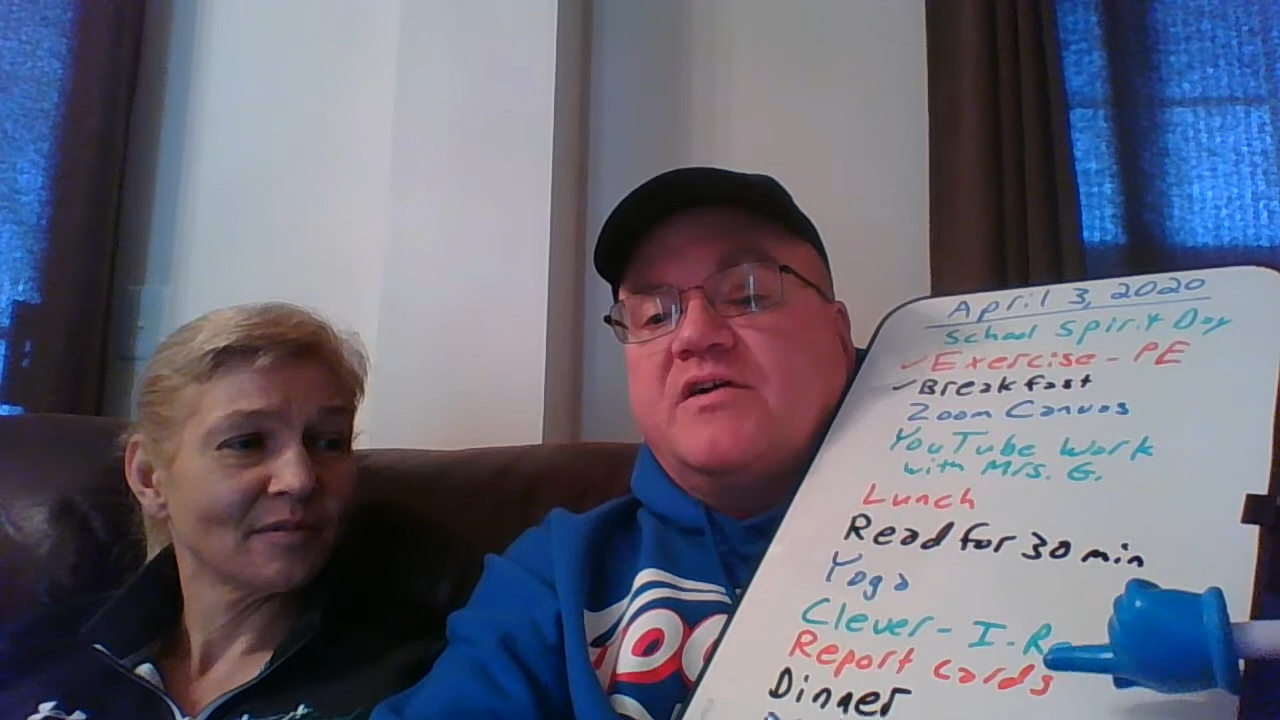 April 3, 2020
School Spirit Day
✓ Exercise - PE
✓ Breakfast
Zoom Canvas
YouTube Work
with Mrs. G.
Lunch
Read for 30 min
Yoga
Clever - I-R
Report Cards
Dinner